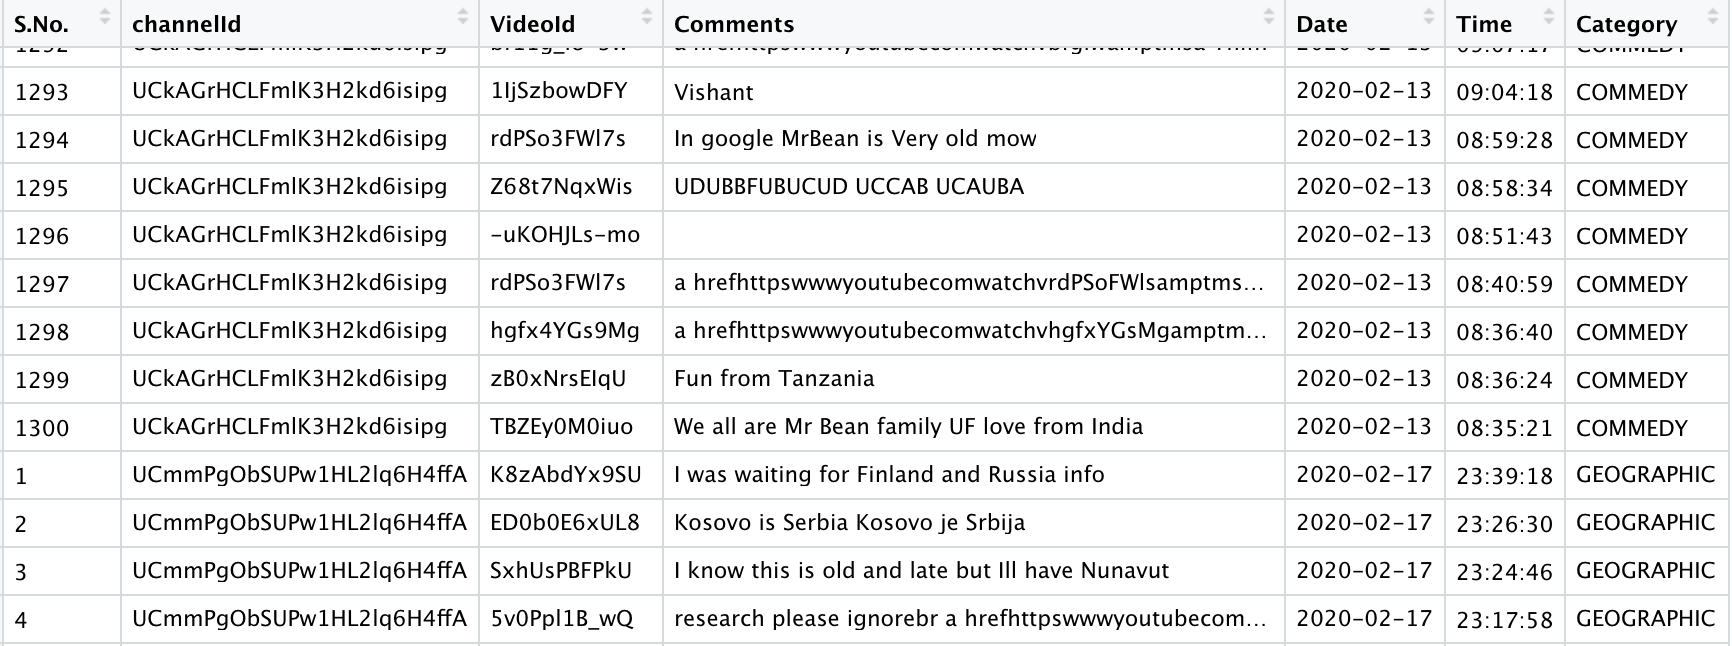 S.No. channelId VideoId Comments Date Time Category
1293 UCkAGrHCLFmlK3H2kd6isipg 1IjSzbowDFY Vishant 2020-02-13 09:04:18 COMMEDY
1294 UCkAGrHCLFmlK3H2kd6isipg rdPSo3FWl7s In google MrBean is Very old mow 2020-02-13 08:59:28 COMMEDY
1295 UCkAGrHCLFmlK3H2kd6isipg Z68t7NqxWis UDUBBFUBUCUD UCCAB UCAUBA 2020-02-13 08:58:34 COMMEDY
1296 UCkAGrHCLFmlK3H2kd6isipg -uKOHJLs-mo 2020-02-13 08:51:43 COMMEDY
1297 UCkAGrHCLFmlK3H2kd6isipg rdPSo3FWl7s a hrefhttpswwwyoutubecomwatchvrdPSoFWlsamptms... 2020-02-13 08:40:59 COMMEDY
1298 UCkAGrHCLFmlK3H2kd6isipg hgfx4YGs9Mg a hrefhttpswwwyoutubecomwatchvhgfxYGsMgamptm... 2020-02-13 08:36:40 COMMEDY
1299 UCkAGrHCLFmlK3H2kd6isipg zB0xNrsEIqU Fun from Tanzania 2020-02-13 08:36:24 COMMEDY
1300 UCkAGrHCLFmlK3H2kd6isipg TBZEy0M0iuo We all are Mr Bean family UF love from India 2020-02-13 08:35:21 COMMEDY
1 UCmmPgObSUPw1HL2lq6H4ffA K8zAbdYx9SU I was waiting for Finland and Russia info 2020-02-17 23:39:18 GEOGRAPHIC
2 UCmmPgObSUPw1HL2lq6H4ffA ED0b0E6xUL8 Kosovo is Serbia Kosovo je Srbija 2020-02-17 23:26:30 GEOGRAPHIC
3 UCmmPgObSUPw1HL2lq6H4ffA SxhUsPBFPkU I know this is old and late but Ill have Nunavut 2020-02-17 23:24:46 GEOGRAPHIC
4 UCmmPgObSUPw1HL2lq6H4ffA 5v0Ppl1B_wQ research please ignorebr a hrefhttpswwwyoutubecom... 2020-02-17 23:17:58 GEOGRAPHIC